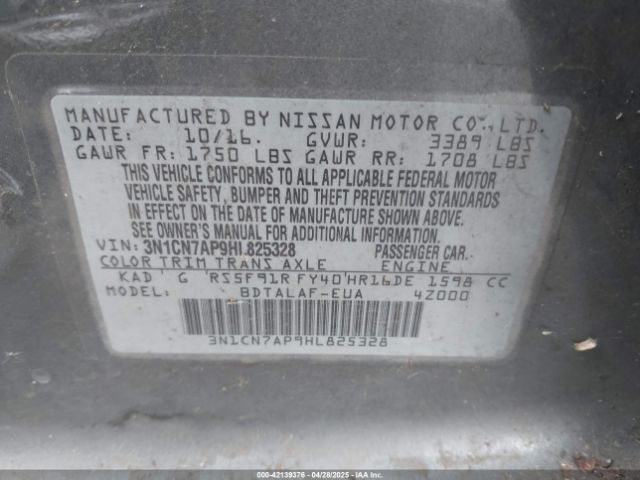 MANUFACTURED BY NISSAN MOTOR CO., LTD.
DATE: 10/16. GVWR: 3389 LBS
GAWR FR: 1750 LBS GAWR RR: 1708 LBS
THIS VEHICLE CONFORMS TO ALL APPLICABLE FEDERAL MOTOR
VEHICLE SAFETY, BUMPER AND THEFT PREVENTION STANDARDS
IN EFFECT ON THE DATE OF MANUFACTURE SHOWN ABOVE.
SEE OWNER'S MANUAL FOR ADDITIONAL INFORMATION
VIN: 3N1CN7AP9HL825328 PASSENGER CAR.
COLOR TRIM TRANS AXLE ENGINE
KAD G RS5F91R FY40 HR16DE 1598 CC
MODEL: BDTALAF-EUA 4Z000
3N1CN7AP9HL825328
000-42139376 | 04/28/2025 | IAA Inc.